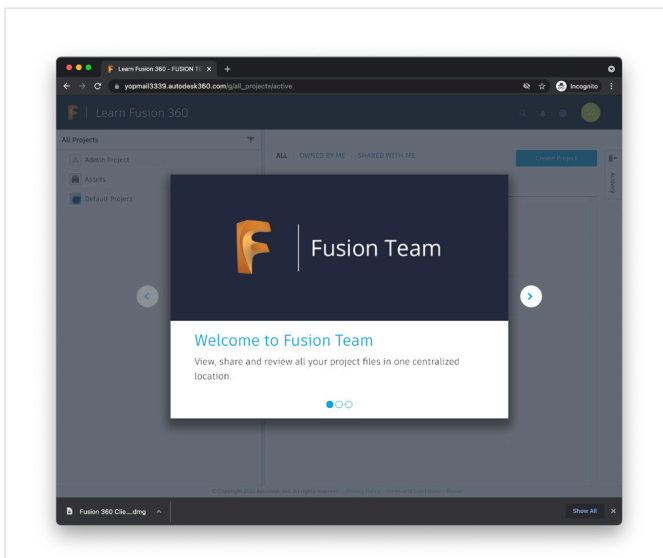 Learn Fusion 360 - FUSION TE
yopmail3339.autodesk360.com/g/all_projects/active
Incognito
Learn Fusion 360
All Projects
ALL | OWNED BY ME | SHARED WITH ME
Create Project
Admin Project
Assets
Default Project
Activity
F | Fusion Team
Welcome to Fusion Team
View, share and review all your project files in one centralized
location.
Fusion 360 Clie....dmg
Show All